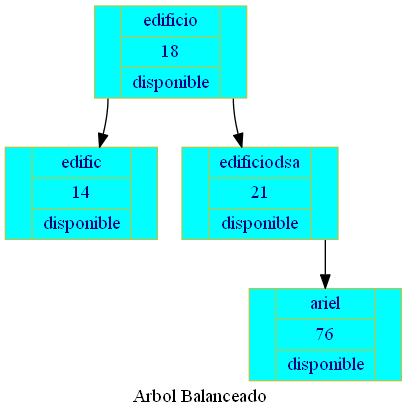 edificio
18
disponible
edific
14
disponible
edificiodsa
21
disponible
ariel
76
disponible
Arbol Balanceado